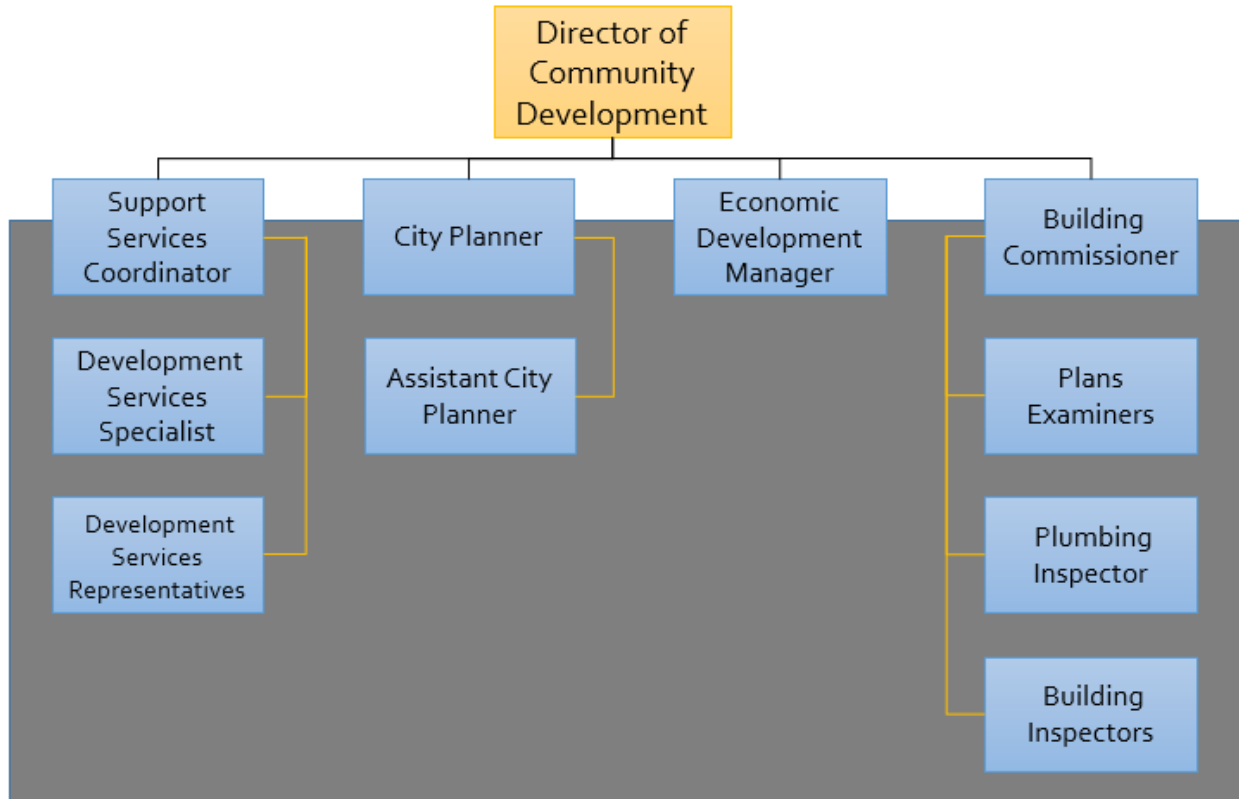 Director of
Community
Development
Support
Services
Coordinator
City Planner
Economic
Development
Manager
Building
Commissioner
Development
Services
Specialist
Assistant City
Planner
Plans
Examiners
Development
Services
Representatives
Plumbing
Inspector
Building
Inspectors